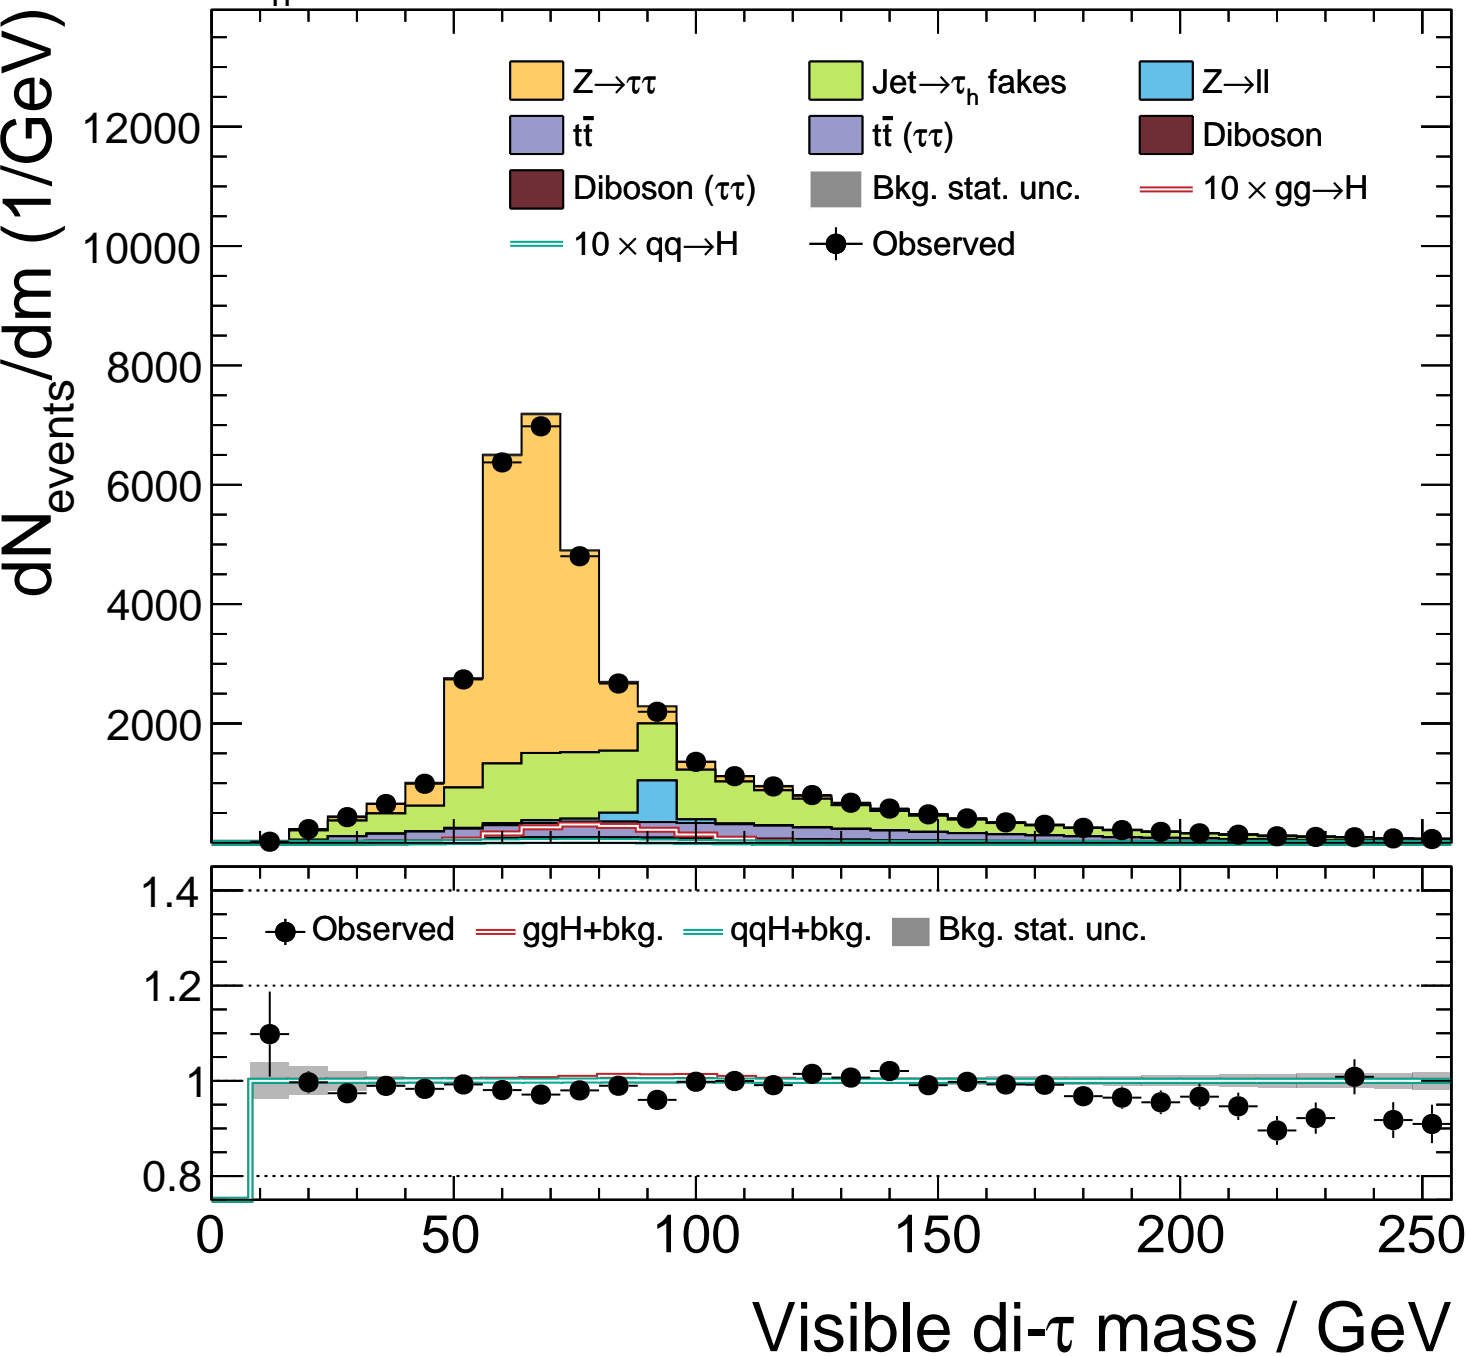 Z→ττ Jet→τh fakes Z→ll
tt̄ tt̄ (ττ) Diboson
Diboson (ττ) Bkg. stat. unc. 10 × gg→H
10 × qq→H Observed
dNevents/dm (1/GeV)
12000
10000
8000
6000
4000
2000
Observed ggH+bkg. qqH+bkg. Bkg. stat. unc.
1.4
1.2
1
0.8
0 50 100 150 200 250
Visible di-τ mass / GeV